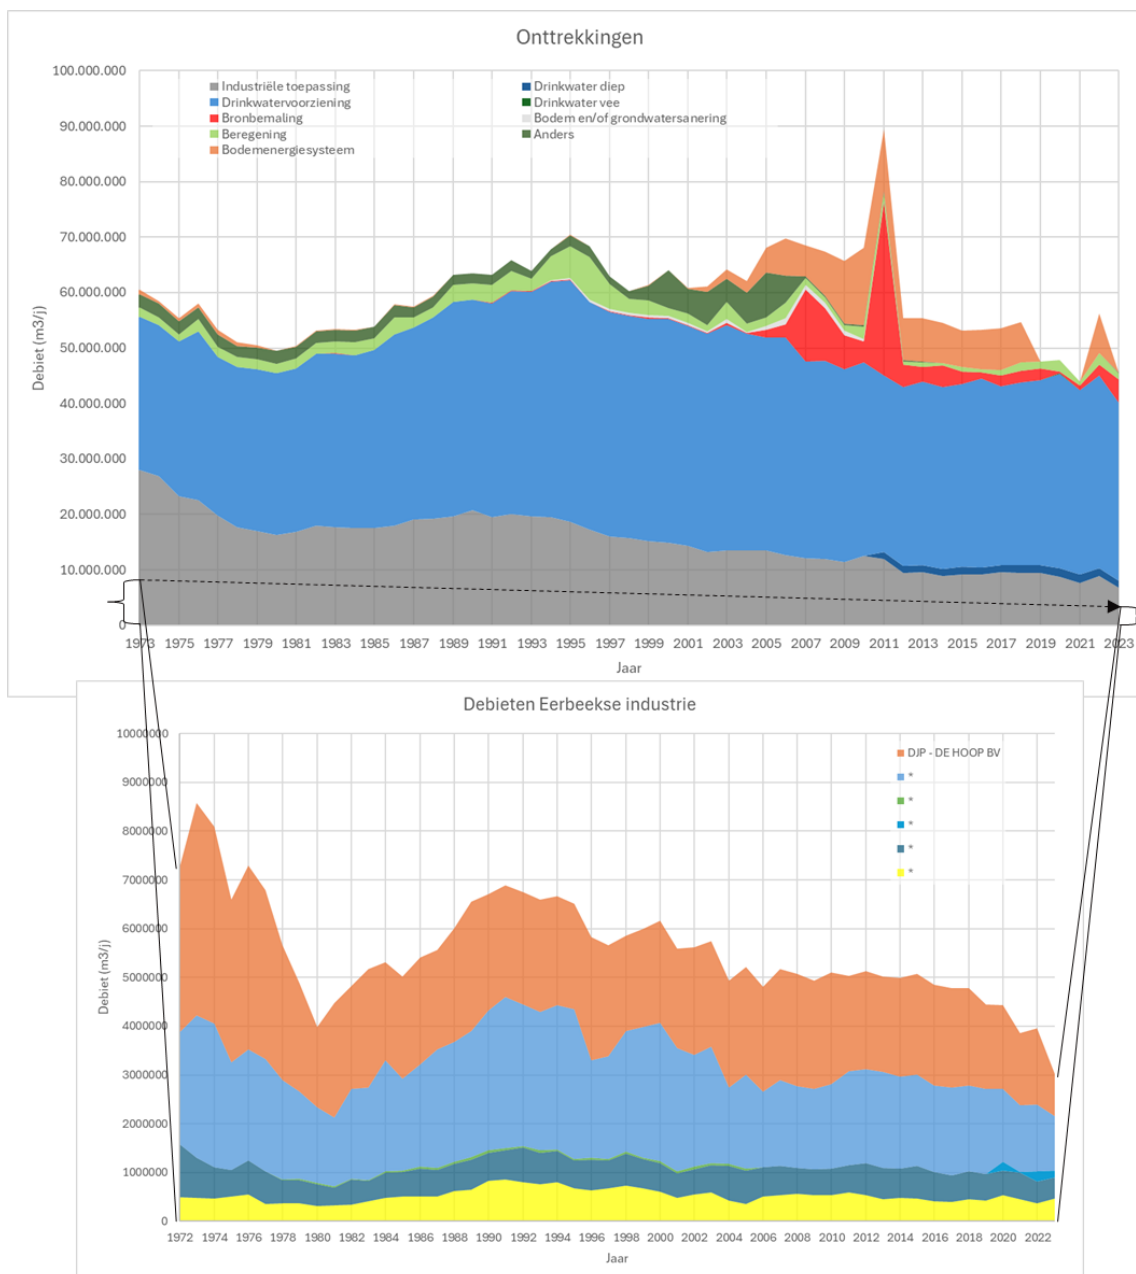 Onttrekkingen
100.000.000
90.000.000
80.000.000
70.000.000
60.000.000
50.000.000
40.000.000
30.000.000
20.000.000
10.000.000
0
Debiet (m3/j)
Industriële toepassing
Drinkwatervoorziening
Bronbemaling
Beregening
Bodemenergiesysteem
Drinkwater diep
Drinkwater vee
Bodem en/of grondwatersanering
Anders
1973 1975 1977 1979 1981 1983 1985 1987 1989 1991 1993 1995 1997 1999 2001 2003 2005 2007 2009 2011 2013 2015 2017 2019 2021 2023
Jaar
Debieten Eerbeekse industrie
10000000
9000000
8000000
7000000
6000000
5000000
4000000
3000000
2000000
1000000
0
Debiet (m3/j)
DJP - DE HOOP BV
*
*
*
*
*
1972 1974 1976 1978 1980 1982 1984 1986 1988 1990 1992 1994 1996 1998 2000 2002 2004 2006 2008 2010 2012 2014 2016 2018 2020 2022
Jaar